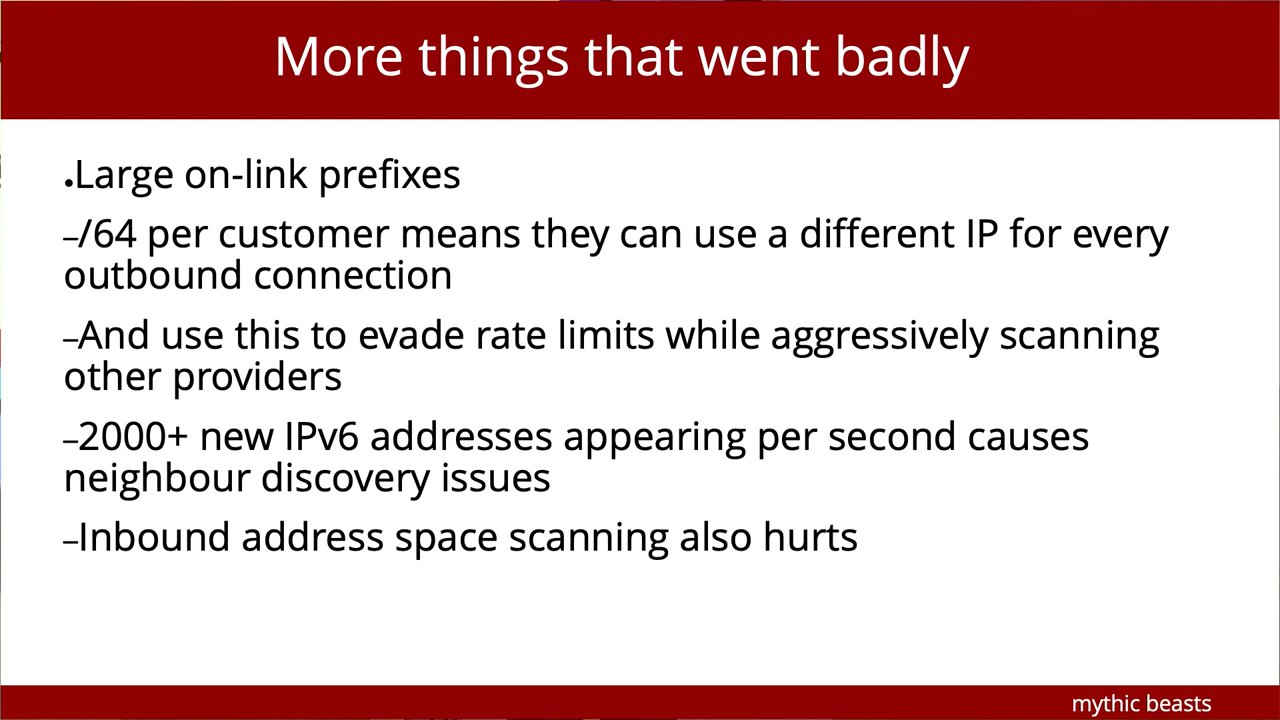 More things that went badly
•Large on-link prefixes
–/64 per customer means they can use a different IP for every
outbound connection
–And use this to evade rate limits while aggressively scanning
other providers
–2000+ new IPv6 addresses appearing per second causes
neighbour discovery issues
–Inbound address space scanning also hurts
mythic beasts